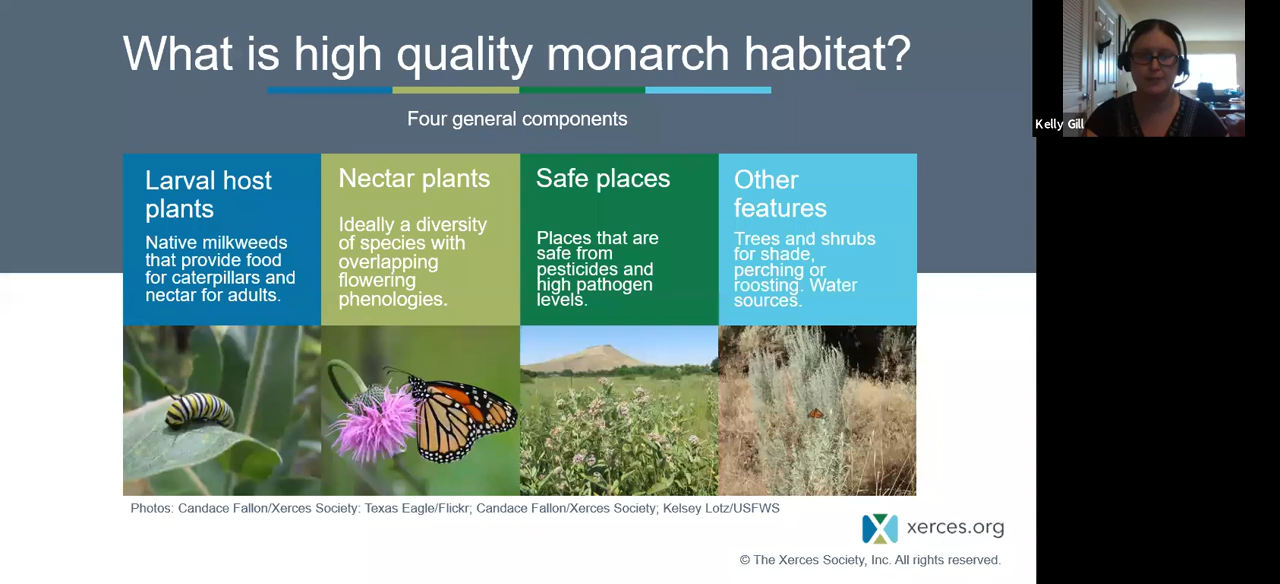 What is high quality monarch habitat?
Four general components
Larval host
plants
Native milkweeds
that provide food
for caterpillars and
nectar for adults.
Nectar plants
Ideally a diversity
of species with
overlapping
flowering
phenologies.
Safe places
Places that are
safe from
pesticides and
high pathogen
levels.
Other
features
Trees and shrubs
for shade,
perching or
roosting. Water
sources.
Photos: Candace Fallon/Xerces Society: Texas Eagle/Flickr; Candace Fallon/Xerces Society; Kelsey Lotz/USFWS
xerces.org
© The Xerces Society, Inc. All rights reserved.
Kelly Gill